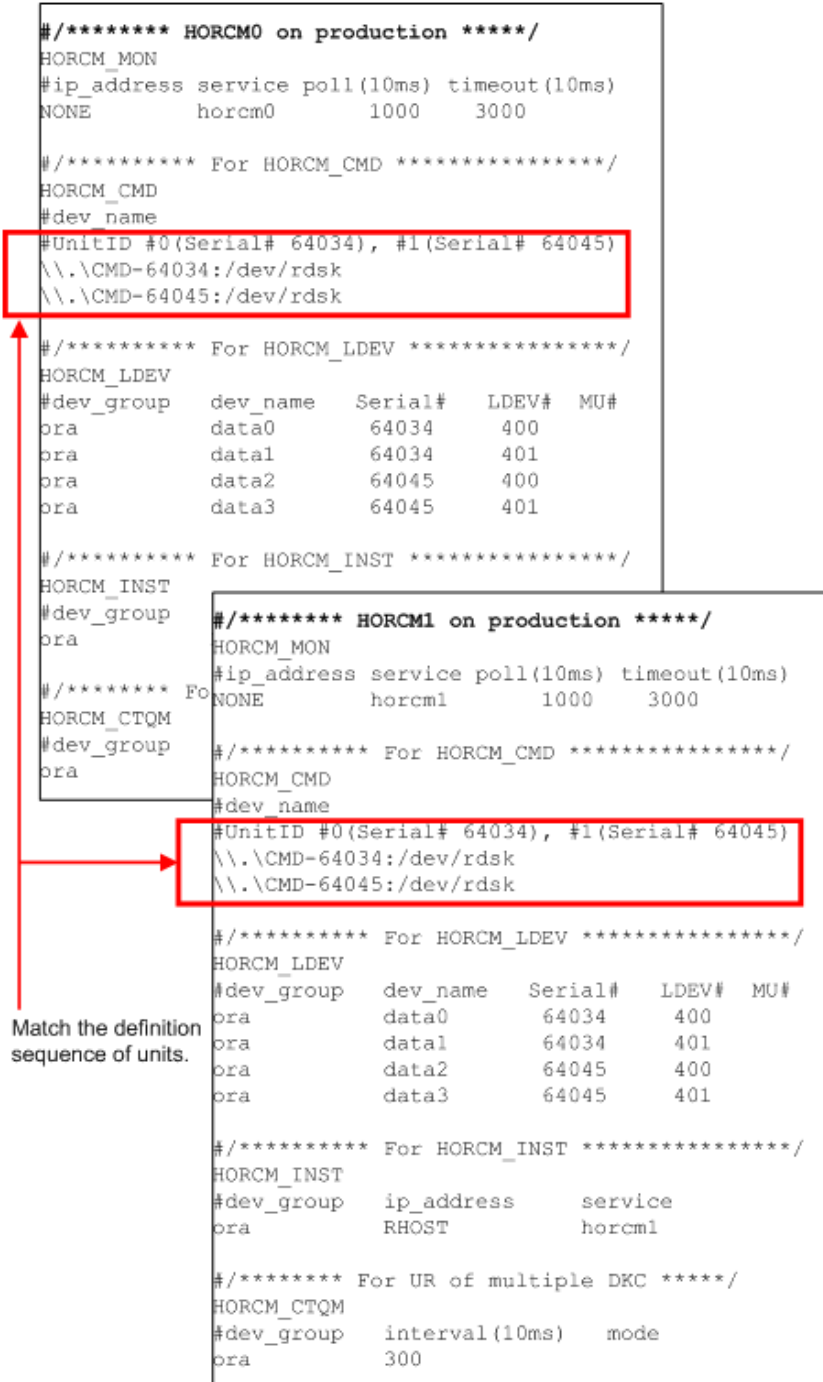 #/******** HORCM0 on production *****/
HORCM_MON
#ip_address service poll(10ms) timeout(10ms)
NONE horcm0 1000 3000
#/********** For HORCM_CMD ****************/
HORCM_CMD
#dev_name
#UnitID #0(Serial# 64034), #1(Serial# 64045)
\\.\CMD-64034:/dev/rdsk
\\.\CMD-64045:/dev/rdsk
#/********** For HORCM_LDEV ****************/
HORCM_LDEV
#dev_group dev_name Serial# LDEV# MU#
ora data0 64034 400
ora data1 64034 401
ora data2 64045 400
ora data3 64045 401
#/********** For HORCM_INST ****************/
HORCM_INST
#dev_group
ora
#/******** Fo
HORCM_CTQM
#dev_group
ora
#/******** HORCM1 on production *****/
HORCM_MON
#ip_address service poll(10ms) timeout(10ms)
NONE horcm1 1000 3000
#/********** For HORCM_CMD ****************/
HORCM_CMD
#dev_name
#UnitID #0(Serial# 64034), #1(Serial# 64045)
\\.\CMD-64034:/dev/rdsk
\\.\CMD-64045:/dev/rdsk
#/********** For HORCM_LDEV ****************/
HORCM_LDEV
#dev_group dev_name Serial# LDEV# MU#
ora data0 64034 400
ora data1 64034 401
ora data2 64045 400
ora data3 64045 401
#/********** For HORCM_INST ****************/
HORCM_INST
#dev_group ip_address service
ora RHOST horcm1
#/******** For UR of multiple DKC *****/
HORCM_CTQM
#dev_group interval(10ms) mode
ora 300
Match the definition
sequence of units.